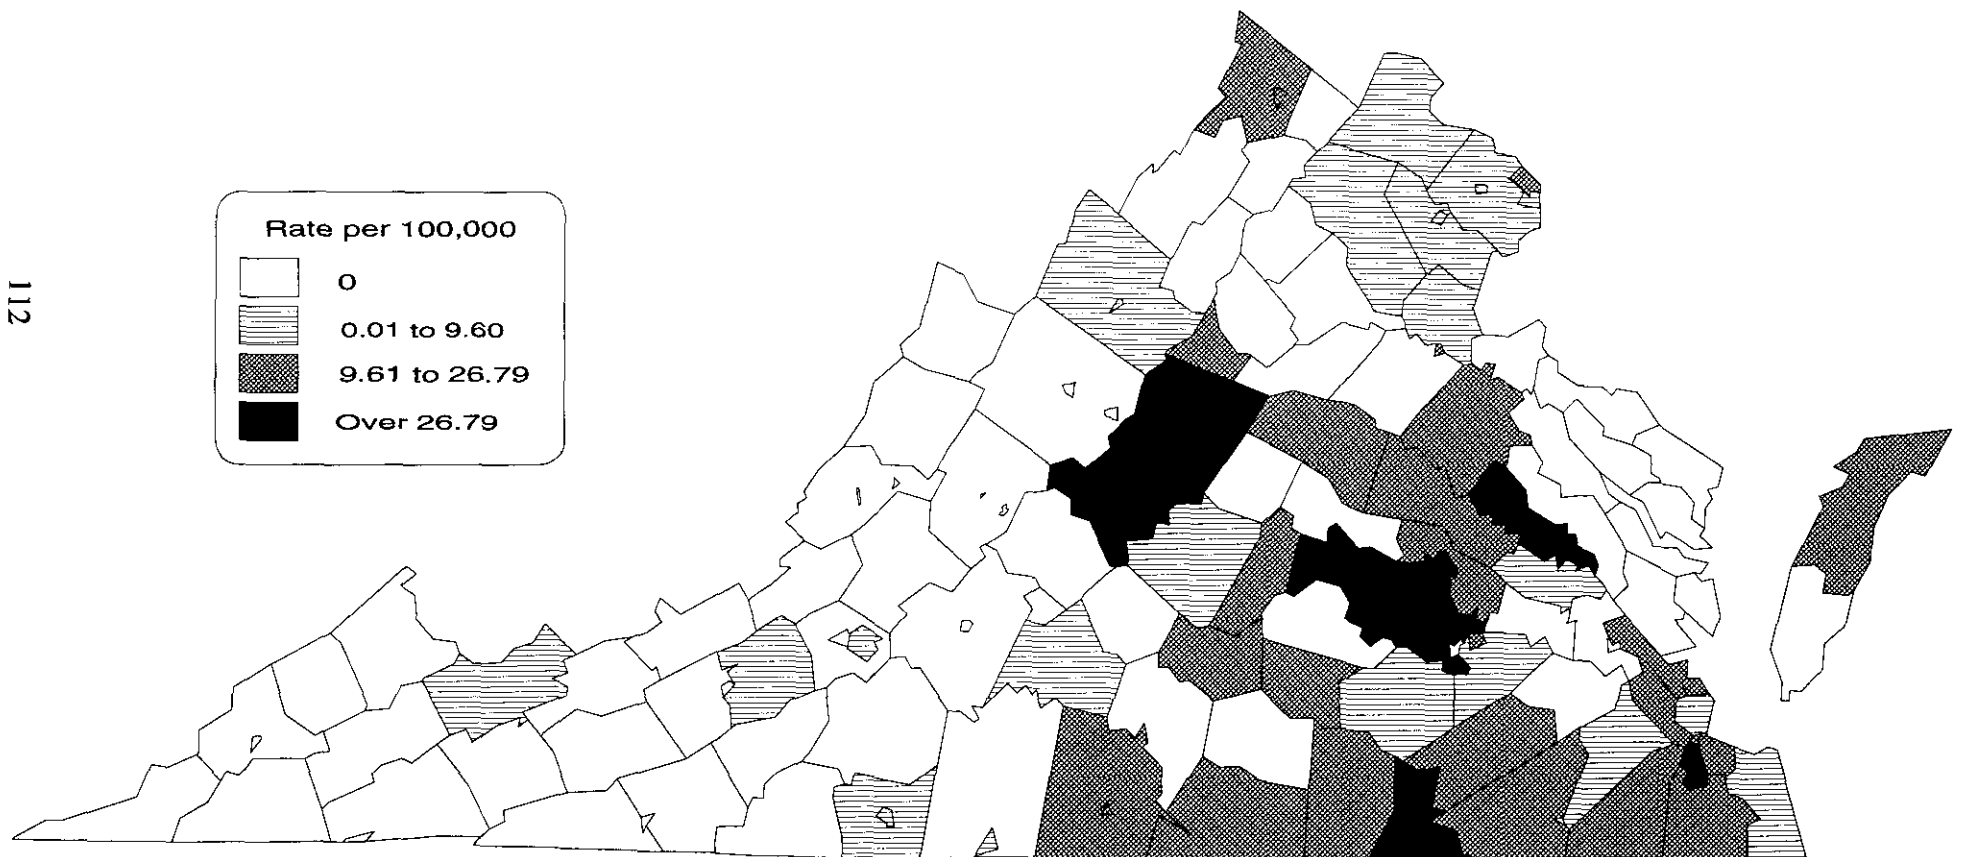 112
Rate per 100,000
0
0.01 to 9.60
9.61 to 26.79
Over 26.79